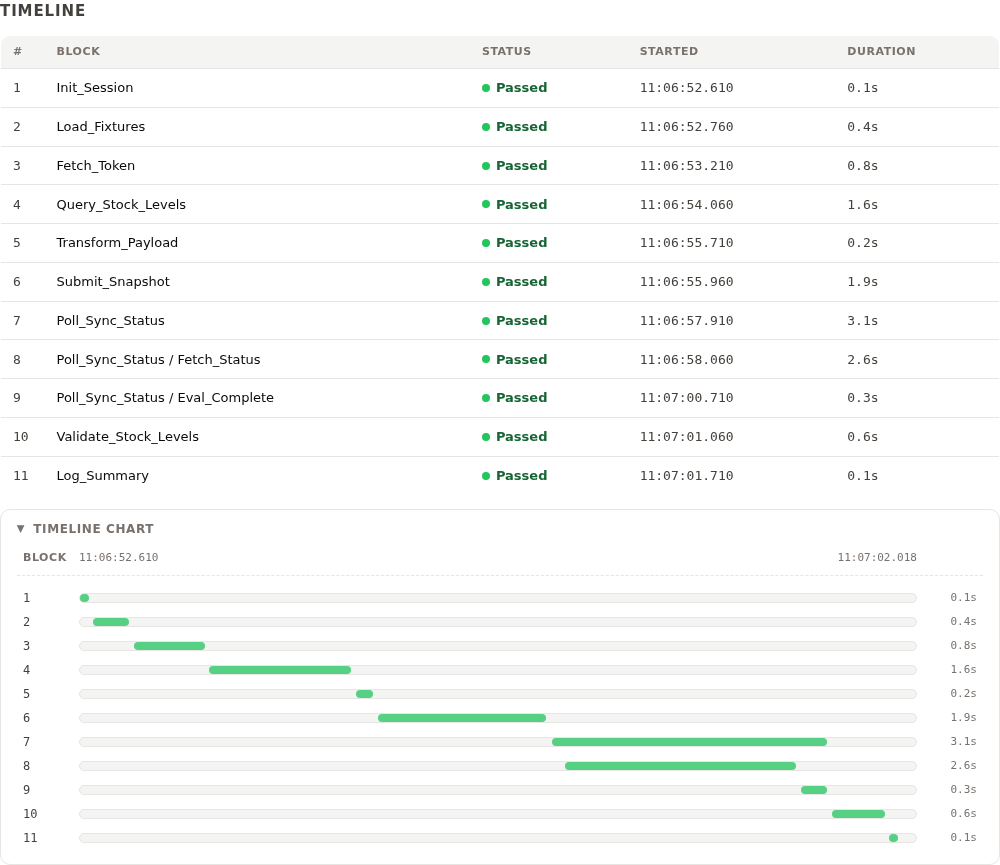 TIMELINE
# BLOCK STATUS STARTED DURATION
1 Init_Session Passed 11:06:52.610 0.1s
2 Load_Fixtures Passed 11:06:52.760 0.4s
3 Fetch_Token Passed 11:06:53.210 0.8s
4 Query_Stock_Levels Passed 11:06:54.060 1.6s
5 Transform_Payload Passed 11:06:55.710 0.2s
6 Submit_Snapshot Passed 11:06:55.960 1.9s
7 Poll_Sync_Status Passed 11:06:57.910 3.1s
8 Poll_Sync_Status / Fetch_Status Passed 11:06:58.060 2.6s
9 Poll_Sync_Status / Eval_Complete Passed 11:07:00.710 0.3s
10 Validate_Stock_Levels Passed 11:07:01.060 0.6s
11 Log_Summary Passed 11:07:01.710 0.1s
▼ TIMELINE CHART
BLOCK 11:06:52.610 11:07:02.018
1 0.1s
2 0.4s
3 0.8s
4 1.6s
5 0.2s
6 1.9s
7 3.1s
8 2.6s
9 0.3s
10 0.6s
11 0.1s